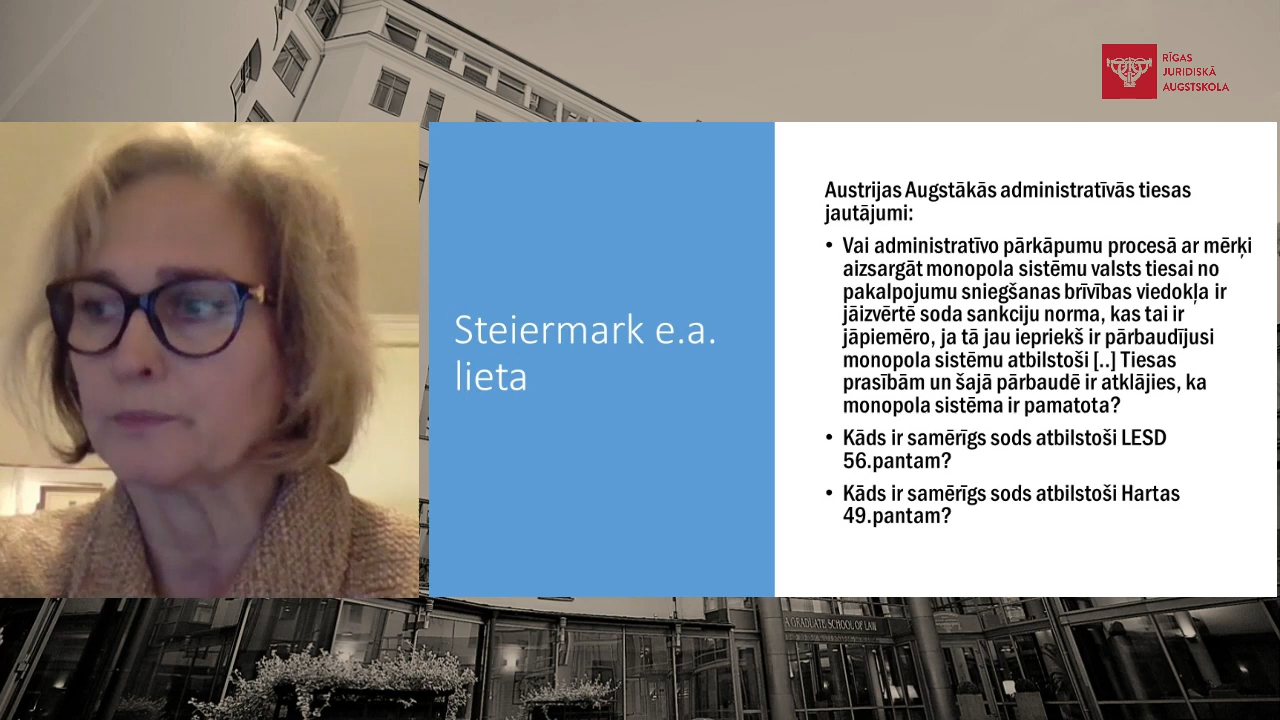 RĪGAS
JURIDISKĀ
AUGSTSKOLA
Steiermark e.a.
lieta
Austrijas Augstākās administratīvās tiesas
jautājumi:
• Vai administratīvo pārkāpumu procesā ar mērķi
aizsargāt monopola sistēmu valsts tiesai no
pakalpojumu sniegšanas brīvības viedokļa ir
jāizvērtē soda sankciju norma, kas tai ir
jāpiemēro, ja tā jau iepriekš ir pārbaudījusi
monopola sistēmu atbilstoši [..] Tiesas
prasībām un šajā pārbaudē ir atklājies, ka
monopola sistēma ir pamatota?
• Kāds ir samērīgs sods atbilstoši LESD
56.pantam?
• Kāds ir samērīgs sods atbilstoši Hartas
49.pantam?
A GRADUATE SCHOOL OF LAW